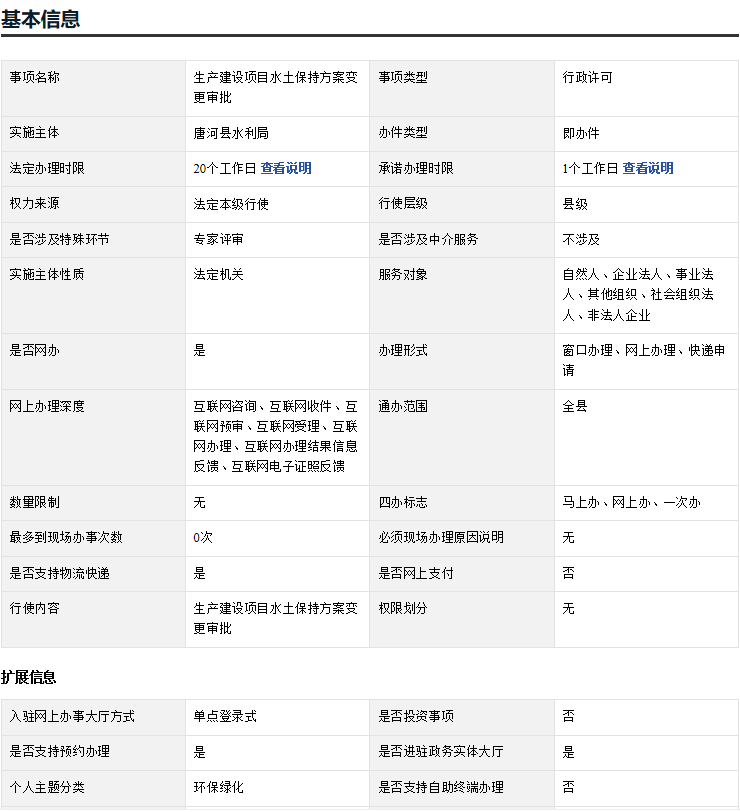 基本信息
事项名称
生产建设项目水土保持方案变
更审批
事项类型
行政许可
实施主体
唐河县水利局
办件类型
即办件
法定办理时限
20个工作日 查看说明
承诺办理时限
1个工作日 查看说明
权力来源
法定本级行使
行使层级
县级
是否涉及特殊环节
专家评审
是否涉及中介服务
不涉及
实施主体性质
法定机关
服务对象
自然人、企业法人、事业法
人、其他组织、社会组织法
人、非法人企业
是否网办
是
办理形式
窗口办理、网上办理、快递申
请
网上办理深度
互联网咨询、互联网收件、互
联网预审、互联网受理、互联
网办理、互联网办理结果信息
反馈、互联网电子证照反馈
通办范围
全县
数量限制
无
四办标志
马上办、网上办、一次办
最多到现场办事次数
0次
必须现场办理原因说明
无
是否支持物流快递
是
是否网上支付
否
行使内容
生产建设项目水土保持方案变
更审批
权限划分
无
扩展信息
入驻网上办事大厅方式
单点登录式
是否投资事项
否
是否支持预约办理
是
是否进驻政务实体大厅
是
个人主题分类
环保绿化
是否支持自助终端办理
否